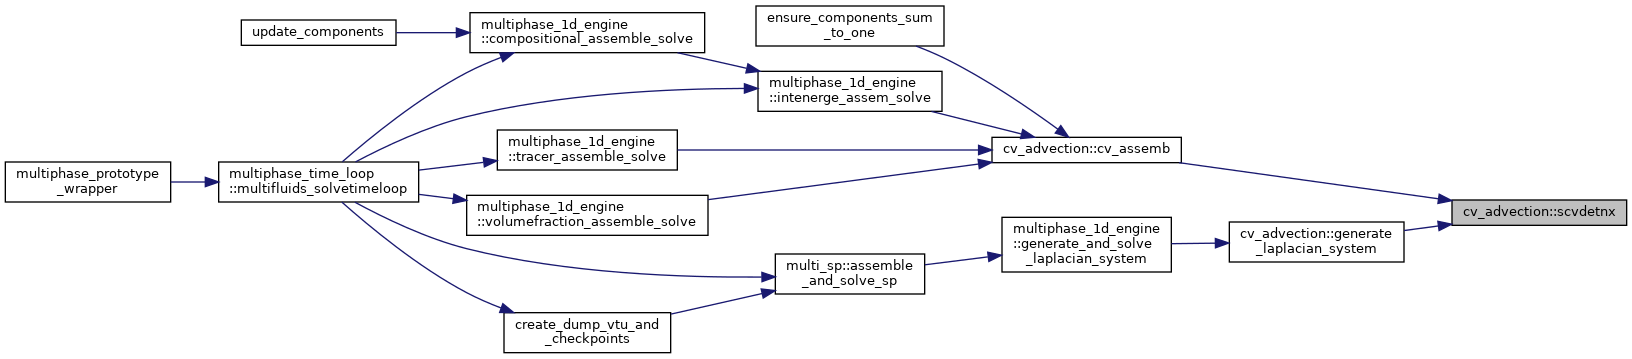 ensure_components_sum
_to_one
multiphase_1d_engine
::compositional_assemble_solve
update_components
multiphase_1d_engine
::intenerge_assem_solve
multiphase_1d_engine
::tracer_assemble_solve
cv_advection::cv_assemb
multiphase_prototype
_wrapper
multiphase_time_loop
::multifluids_solvetimeloop
multiphase_1d_engine
::volumefraction_assemble_solve
cv_advection::scvdetnx
multiphase_1d_engine
::generate_and_solve
_laplacian_system
cv_advection::generate
_laplacian_system
multi_sp::assemble
_and_solve_sp
create_dump_vtu_and
_checkpoints